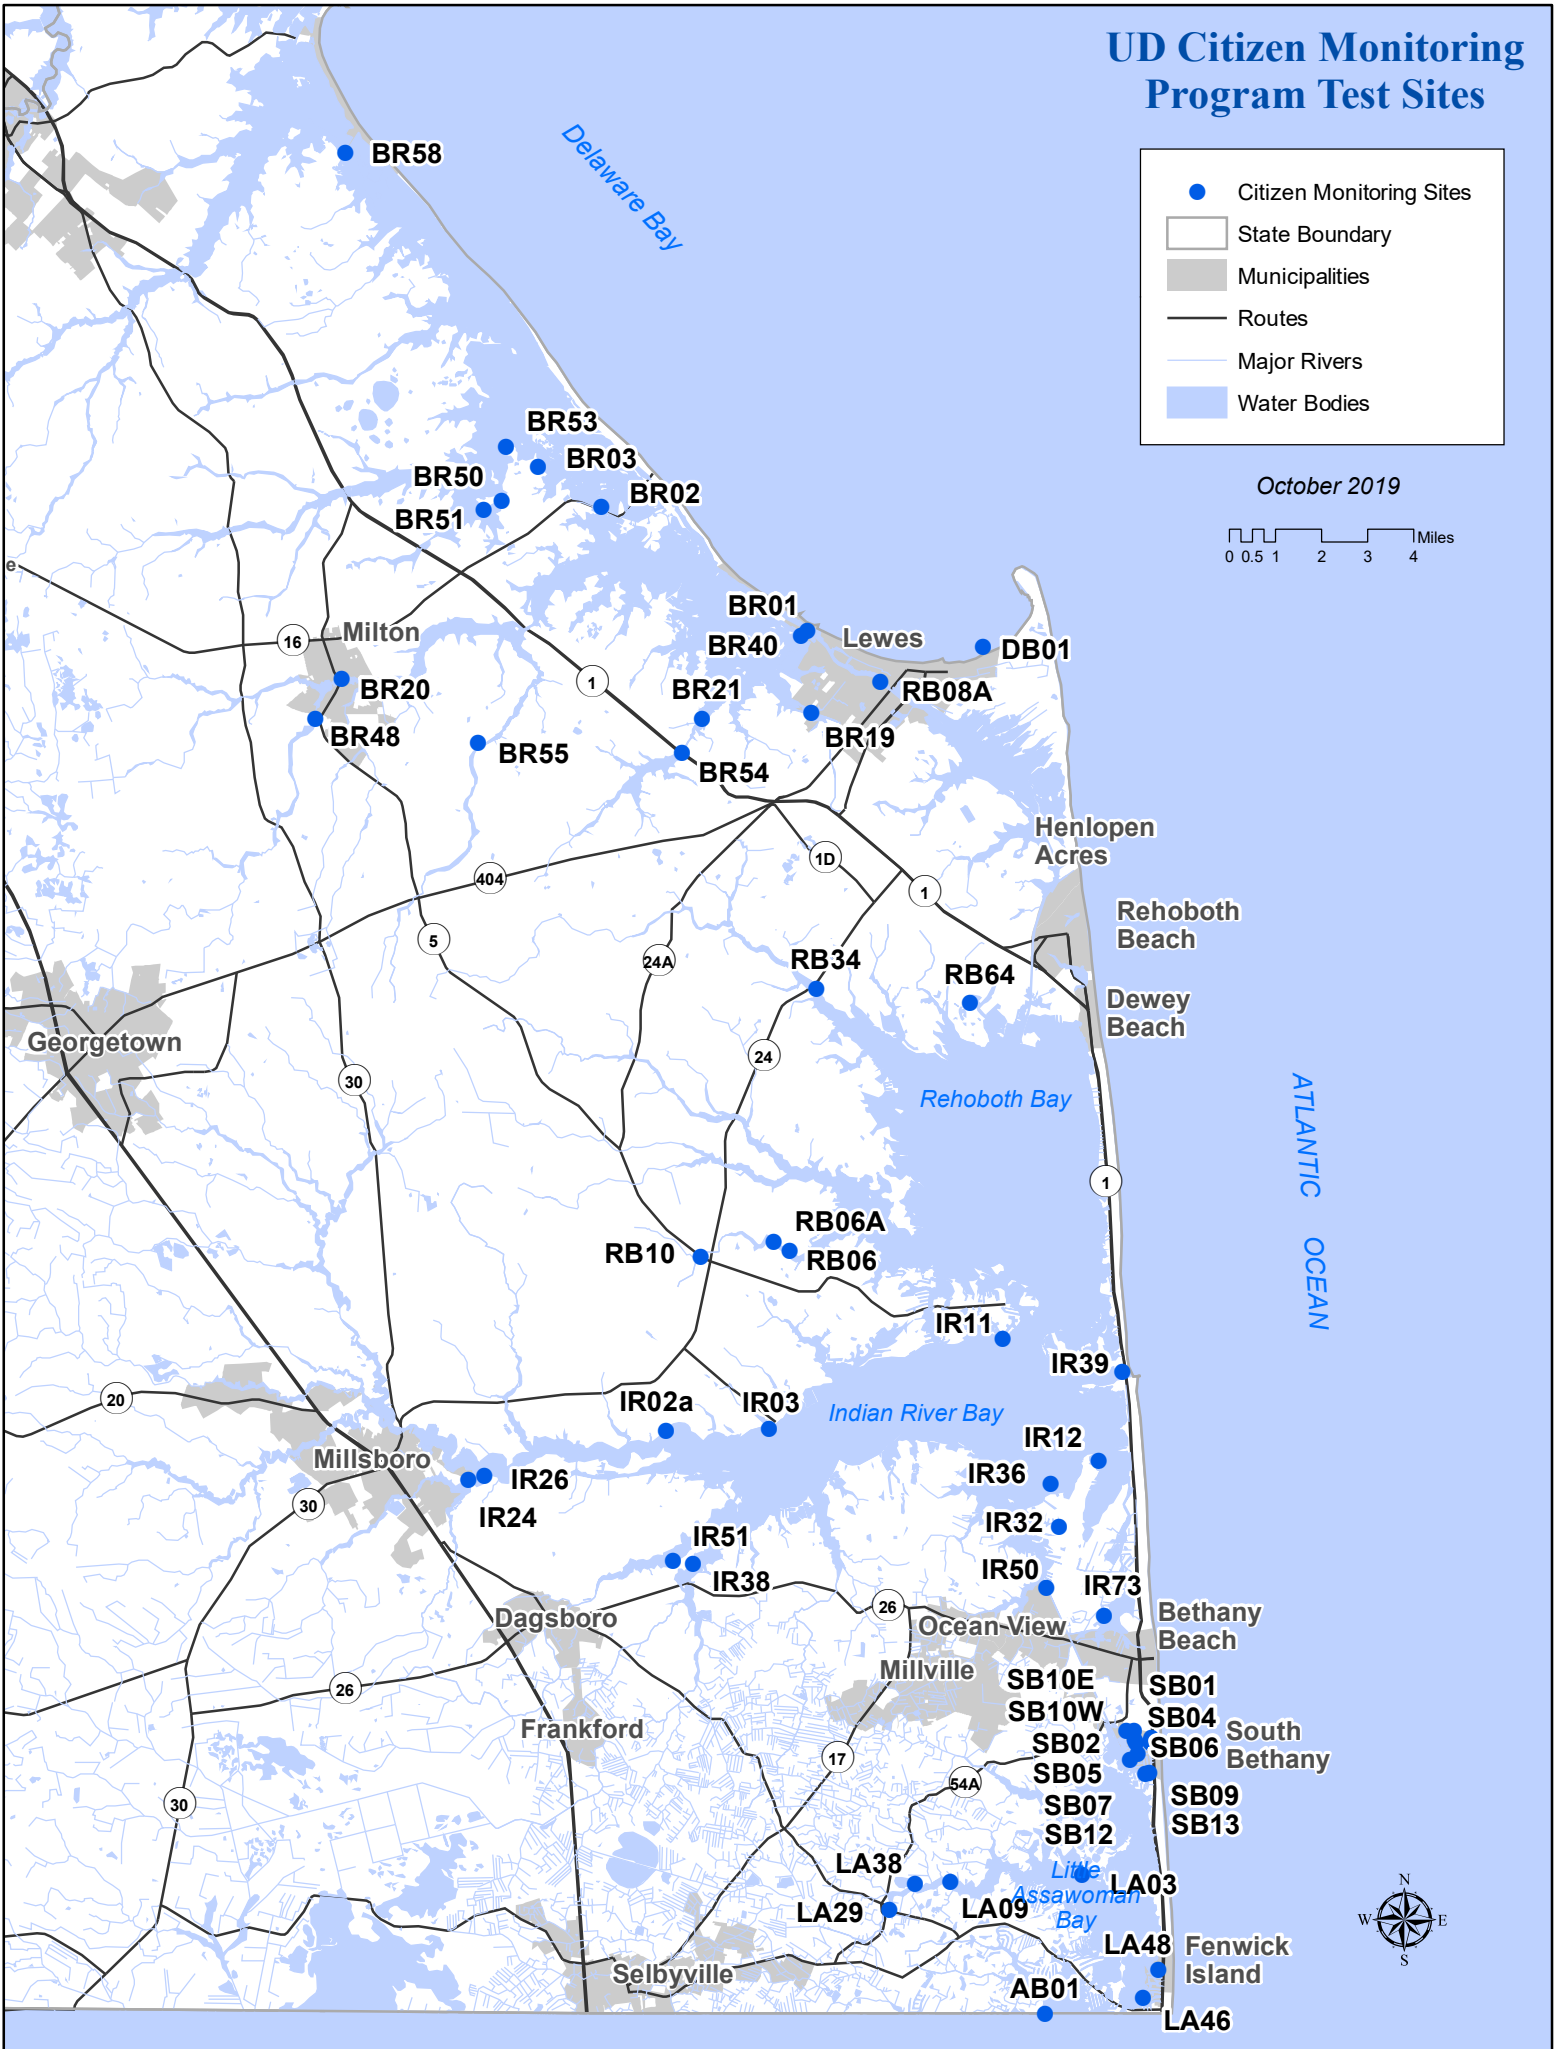 UD Citizen Monitoring
Program Test Sites
Citizen Monitoring Sites
State Boundary
Municipalities
Routes
Major Rivers
Water Bodies
October 2019
Miles
0 0.5 1 2 3 4
Delaware Bay
BR58
BR53
BR03
BR50
BR02
BR51
e
BR01
Lewes
BR40
DB01
16
Milton
BR20
1
BR21
RB08A
BR48
BR19
BR55
BR54
Henlopen
Acres
1D
404
1
Rehoboth
Beach
5
24A
RB34
RB64
Dewey
Beach
Georgetown
24
30
Rehoboth Bay
ATLANTIC
OCEAN
1
RB06A
RB10
RB06
IR11
IR39
20
IR02a
IR03
Indian River Bay
IR12
Millsboro
IR26
IR36
30
IR24
IR32
IR51
IR38
IR50
IR73
26
Dagsboro
Ocean View
Bethany
Beach
Millville
SB10E
SB01
26
SB10W
SB04
Frankford
SB02
SB06
South
Bethany
17
SB05
54A
SB09
30
SB07
SB13
SB12
LA38
Little
Assawoman
Bay
LA03
LA29
LA09
N
W
E
S
LA48
Fenwick
Island
Selbyville
AB01
LA46